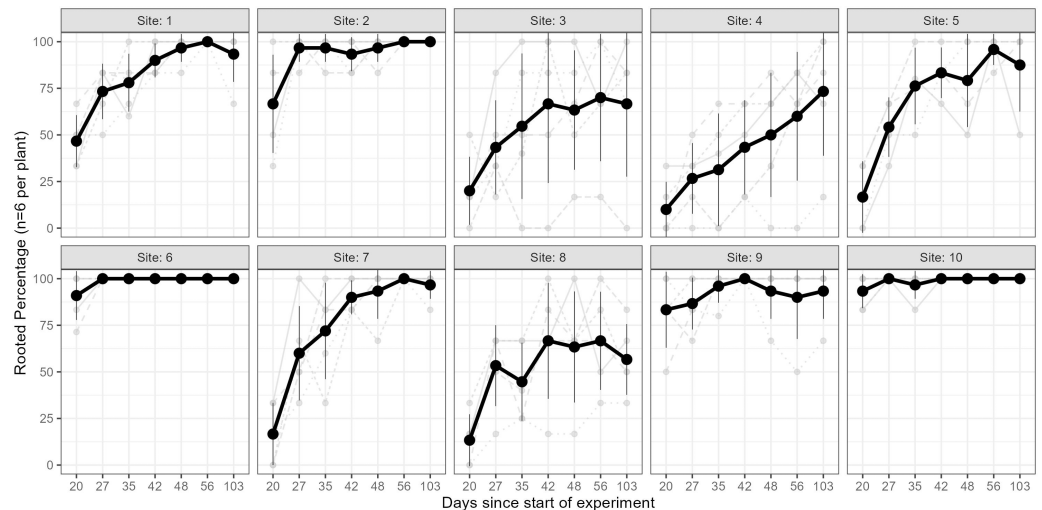 Site: 1 Site: 2 Site: 3 Site: 4 Site: 5
100
75
50
25
0
Site: 6 Site: 7 Site: 8 Site: 9 Site: 10
100
75
50
25
0
20 27 35 42 48 56 103 20 27 35 42 48 56 103 20 27 35 42 48 56 103 20 27 35 42 48 56 103 20 27 35 42 48 56 103
Days since start of experiment
Rooted Percentage (n=6 per plant)